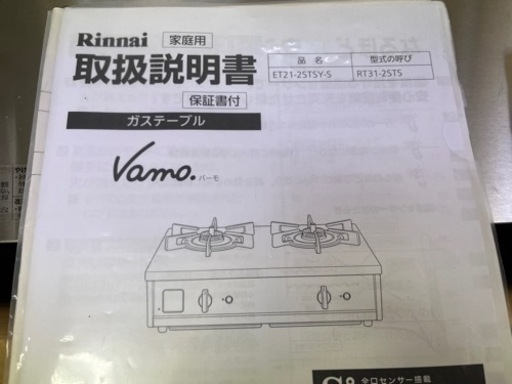 Rinnai 家庭用
取扱説明書
保証書付
品 名 型式の呼び
ET21-2STSY-S RT31-2STS
ガステーブル
Vamo. バーモ
全口センサー搭載